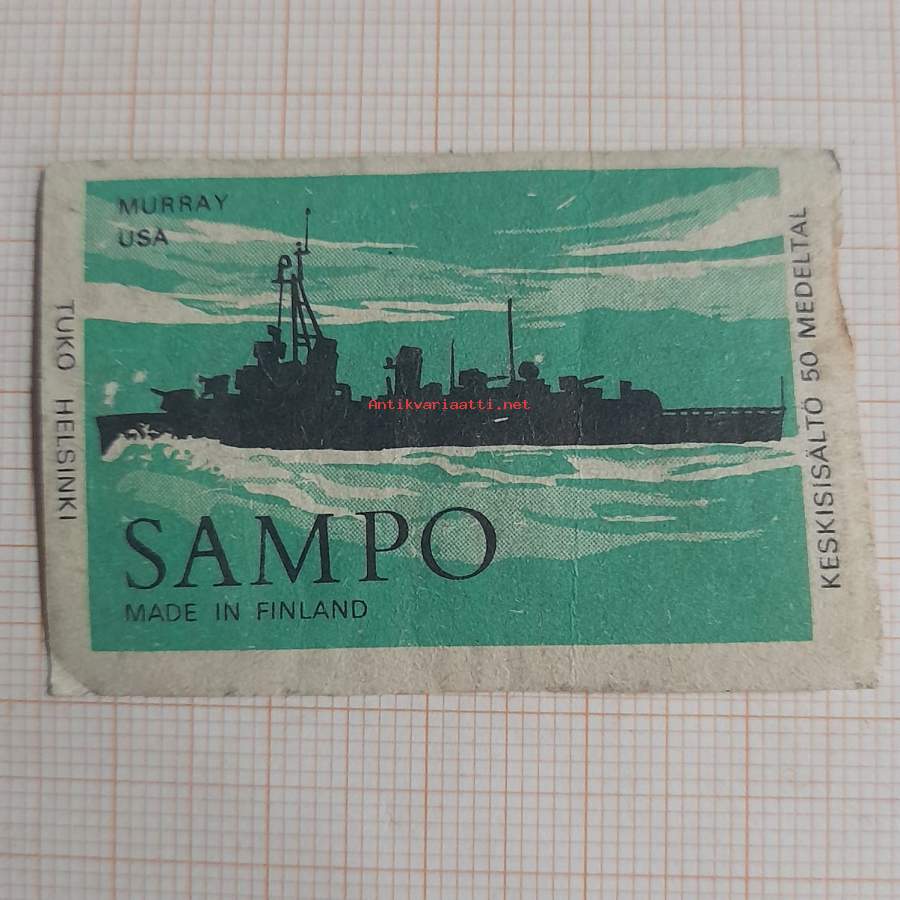 MURRAY
USA
TUKO HELSINKI
KESKISISÄLTÖ 50 MEDELTAL
Antikvariaatti.net
SAMPO
MADE IN FINLAND